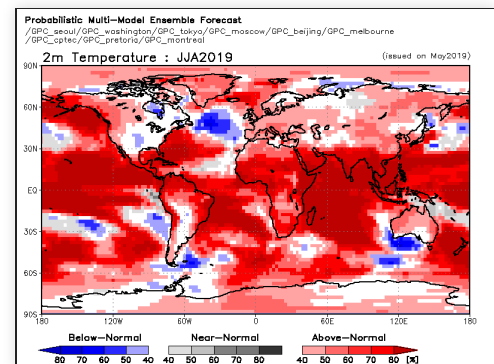 Probabilistic Multi-Model Ensemble Forecast
/GPC_seoul/GPC_washington/GPC_tokyo/GPC_moscow/GPC_beijing/GPC_melbourne
/GPC_cptec/GPC_pretoria/GPC_montreal
2m Temperature : JJA2019
(issued on May2019)
90N
60N
30N
EQ
30S
60S
90S
180 120W 60W 0 60E 120E 180
Below-Normal Near-Normal Above-Normal
80 70 60 50 40 40 50 60 70 80 40 50 60 70 80 [%]